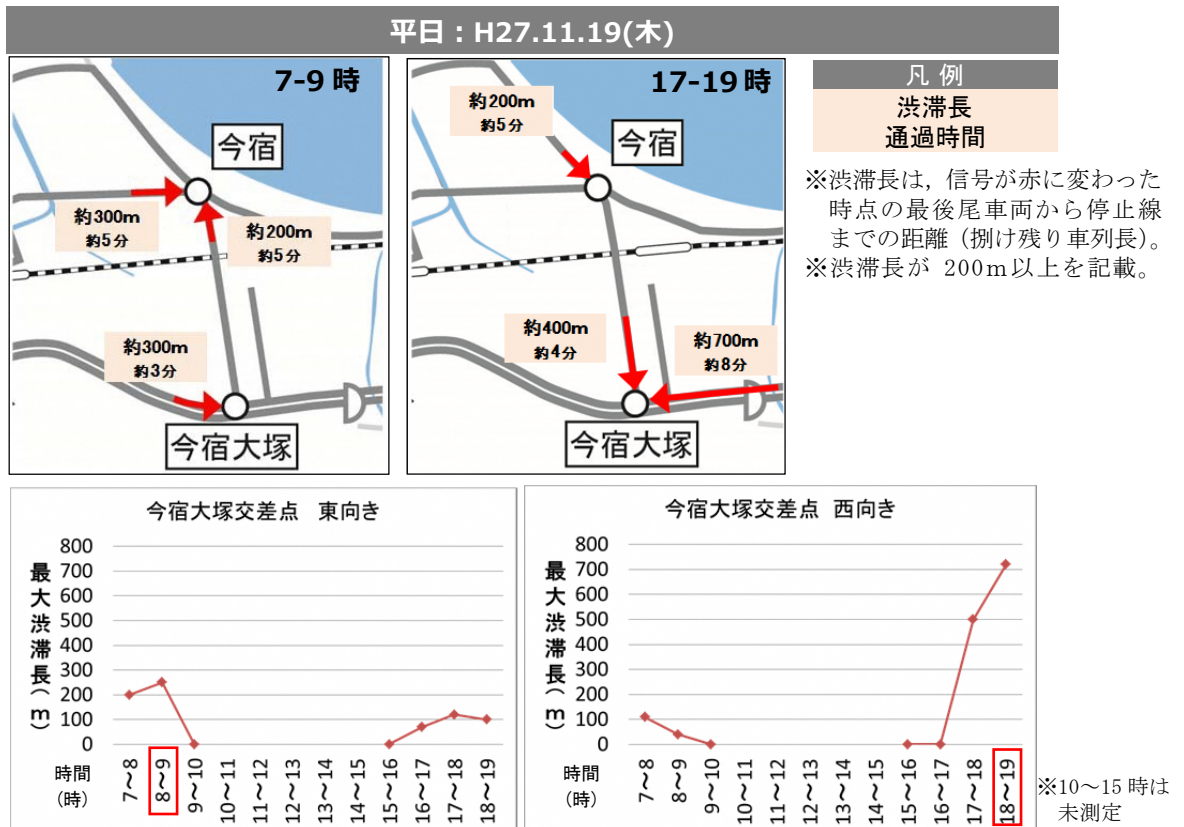 平日：H27.11.19(木)
7-9 時
今宿
約300m
約5分
約200m
約5分
約300m
約3分
今宿大塚
17-19 時
約200m
約5分
今宿
約400m
約4分
約700m
約8分
今宿大塚
凡 例
渋滞長
通過時間
※渋滞長は，信号が赤に変わった
時点の最後尾車両から停止線
までの距離（捌け残り車列長）。
※渋滞長が 200m以上を記載。
今宿大塚交差点 東向き
最大渋滞長（m）
800
700
600
500
400
300
200
100
0
時間
（時）
7～8
8～9
9～10
10～11
11～12
12～13
13～14
14～15
15～16
16～17
17～18
18～19
今宿大塚交差点 西向き
最大渋滞長（m）
800
700
600
500
400
300
200
100
0
時間
（時）
7～8
8～9
9～10
10～11
11～12
12～13
13～14
14～15
15～16
16～17
17～18
18～19
※10～15 時は
未測定